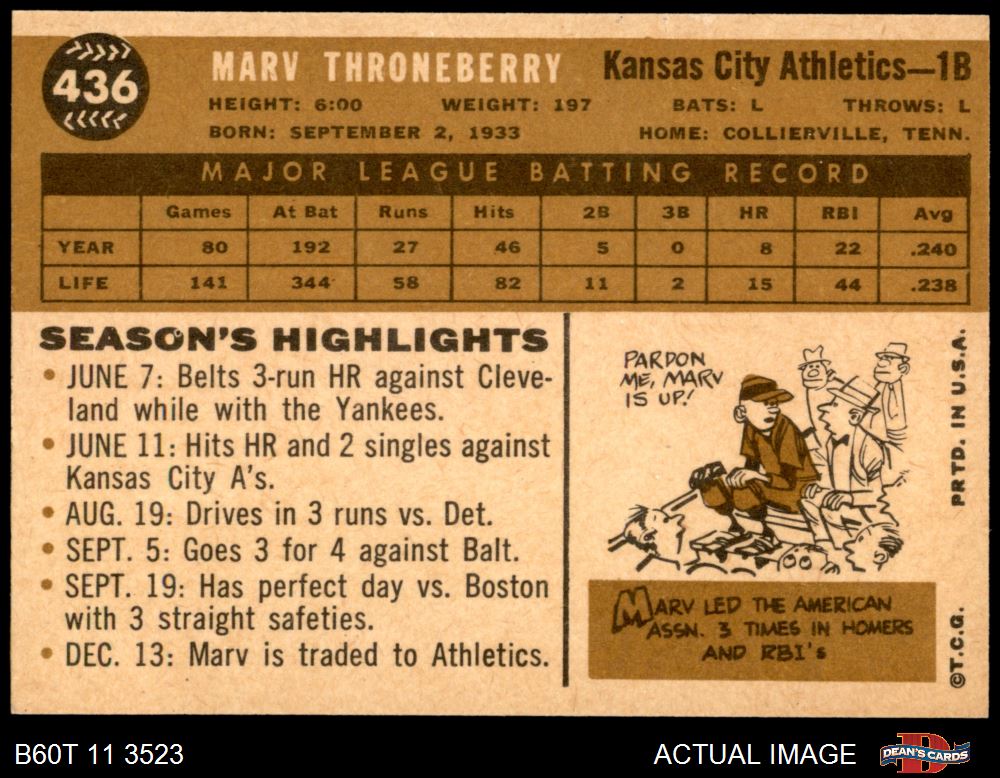 436
MARV THRONEBERRY Kansas City Athletics—1B
HEIGHT: 6:00 WEIGHT: 197 BATS: L THROWS: L
BORN: SEPTEMBER 2, 1933 HOME: COLLIERVILLE, TENN.
MAJOR LEAGUE BATTING RECORD
Games At Bat Runs Hits 2B 3B HR RBI Avg
YEAR 80 192 27 46 5 0 8 22 .240
LIFE 141 344 58 82 11 2 15 44 .238
SEASON'S HIGHLIGHTS
• JUNE 7: Belts 3-run HR against Cleve-
land while with the Yankees.
• JUNE 11: Hits HR and 2 singles against
Kansas City A's.
• AUG. 19: Drives in 3 runs vs. Det.
• SEPT. 5: Goes 3 for 4 against Balt.
• SEPT. 19: Has perfect day vs. Boston
with 3 straight safeties.
• DEC. 13: Marv is traded to Athletics.
PARDON
ME, MARV
IS UP!
MARV LED THE AMERICAN
ASSN. 3 TIMES IN HOMERS
AND RBI's
©T.C.G. PRTD. IN U.S.A.
B60T 11 3523 ACTUAL IMAGE DEAN'S CARDS